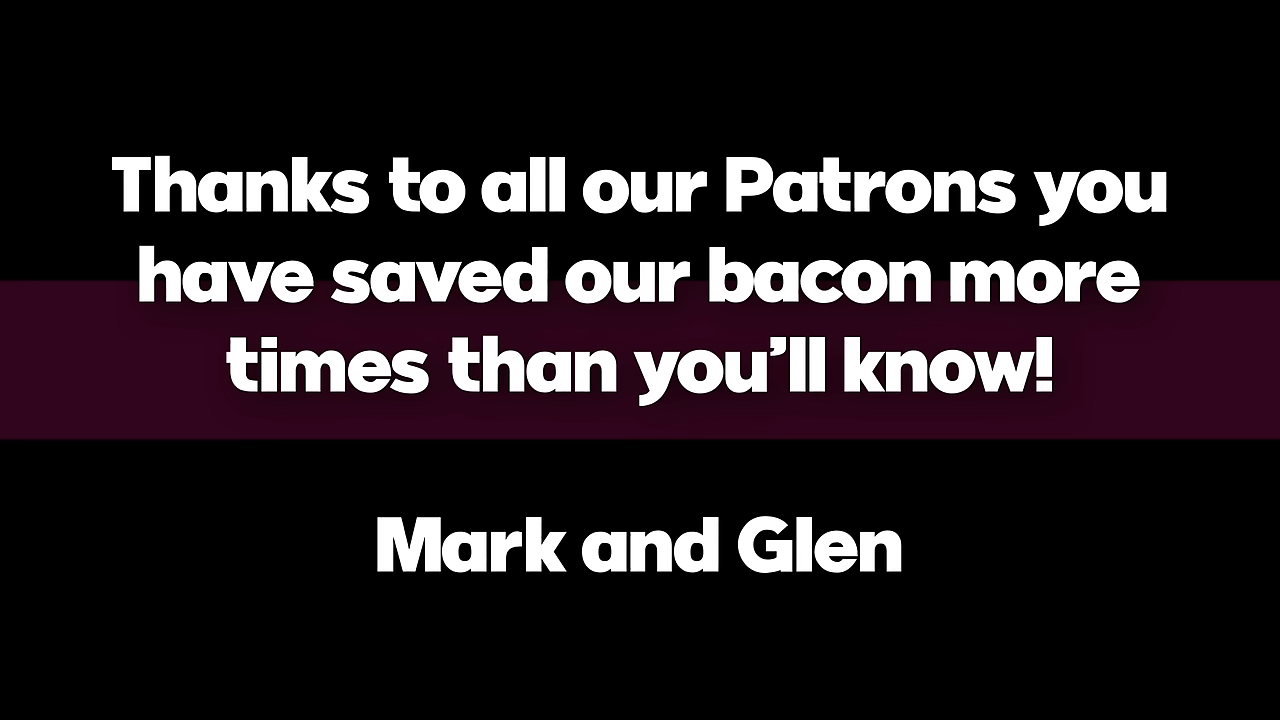 Thanks to all our Patrons you
have saved our bacon more
times than you’ll know!
Mark and Glen